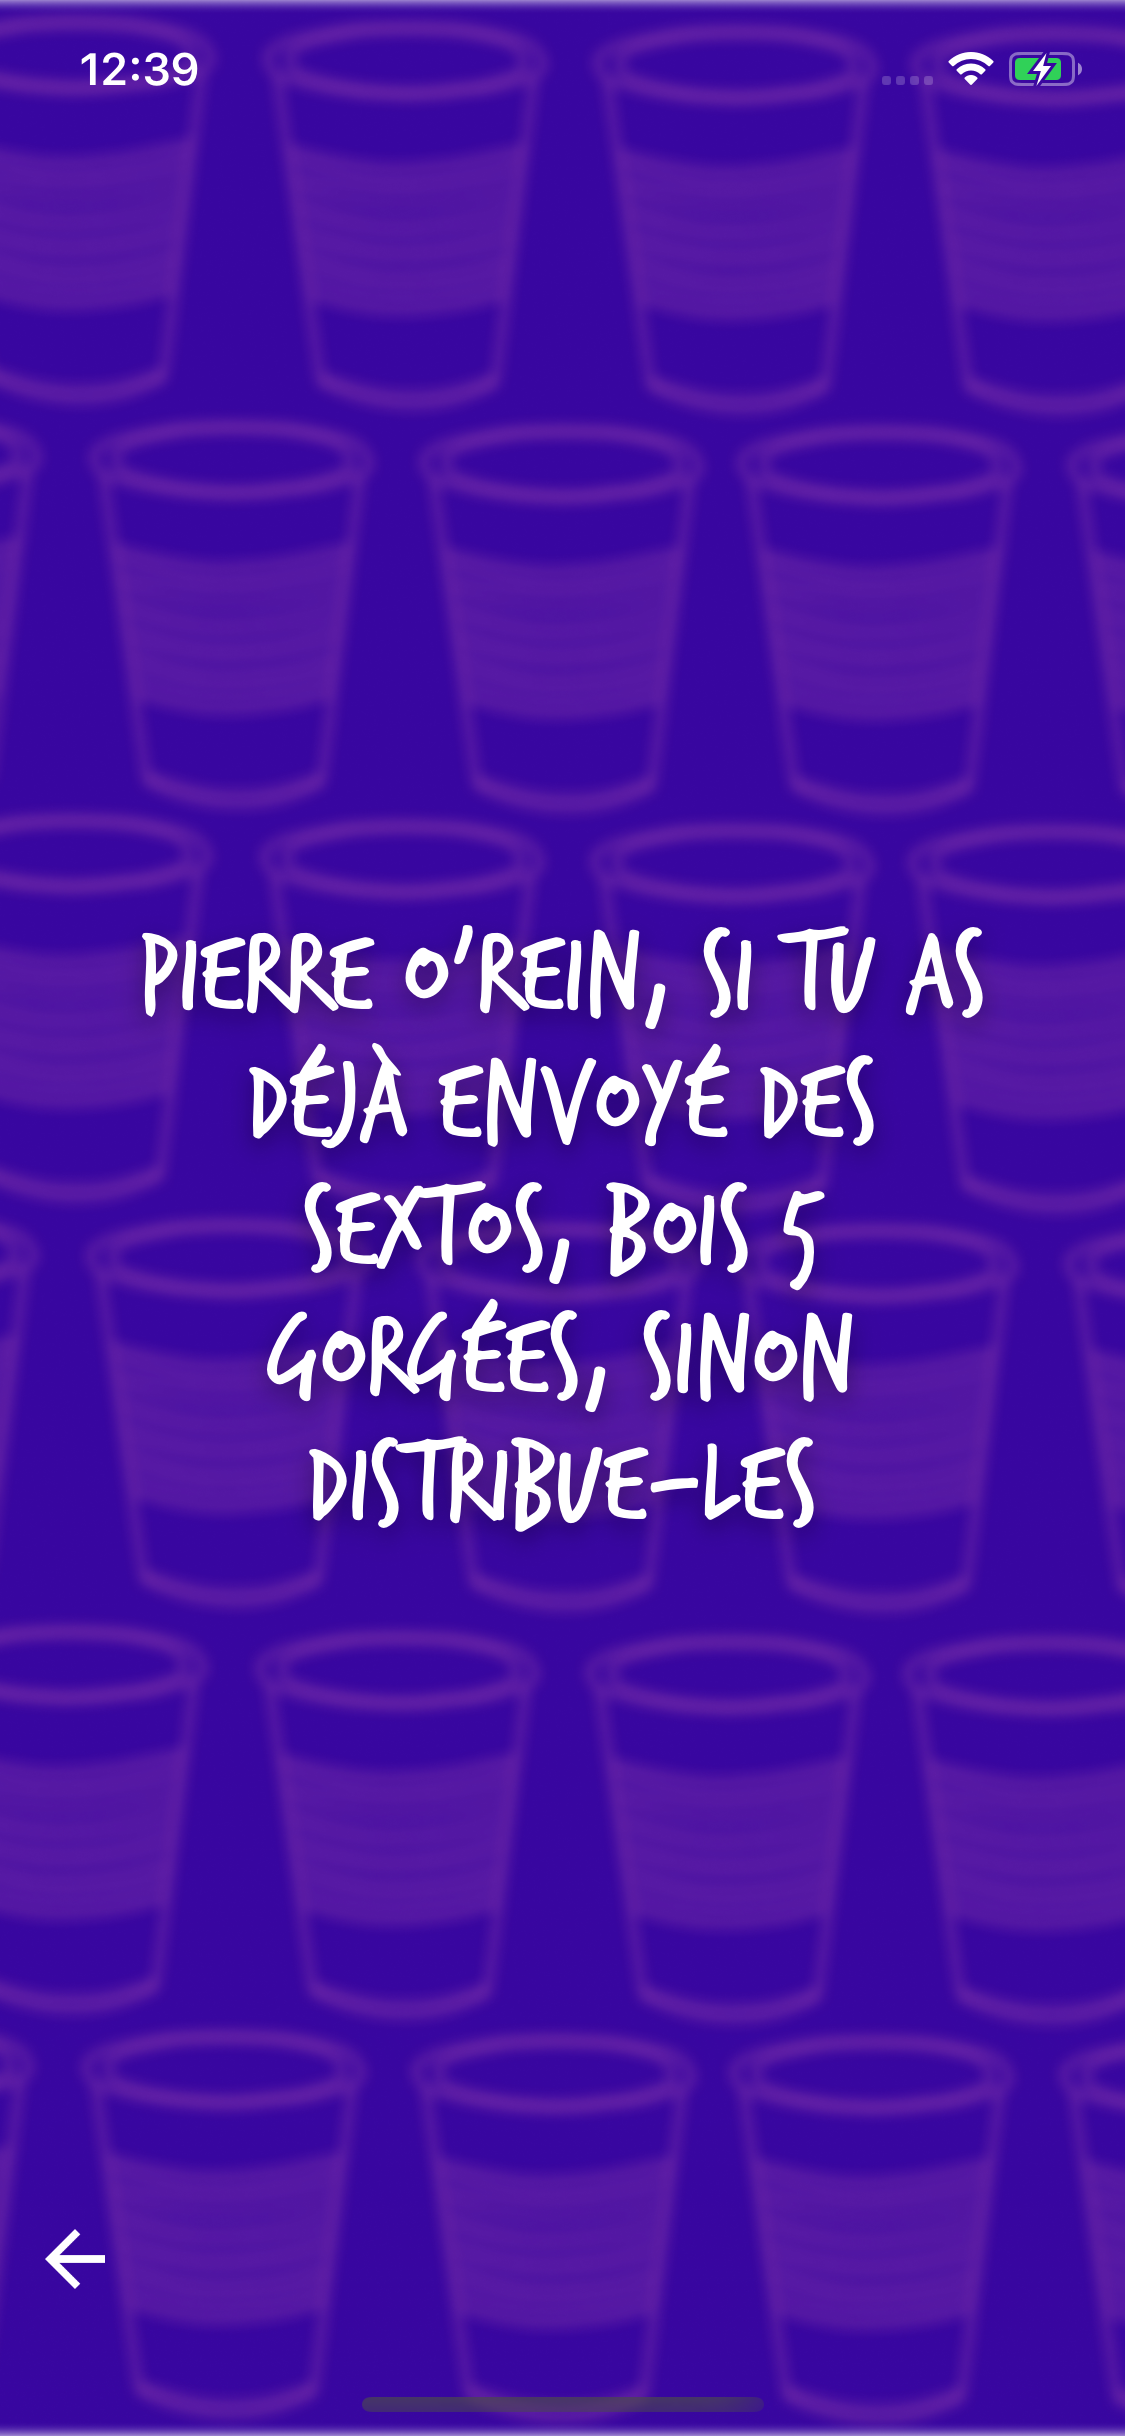 12:39
PIERRE O'REIN, SI TU AS
DÉJÀ ENVOYÉ DES
SEXTOS, BOIS 5
GORGÉES, SINON
DISTRIBUE-LES